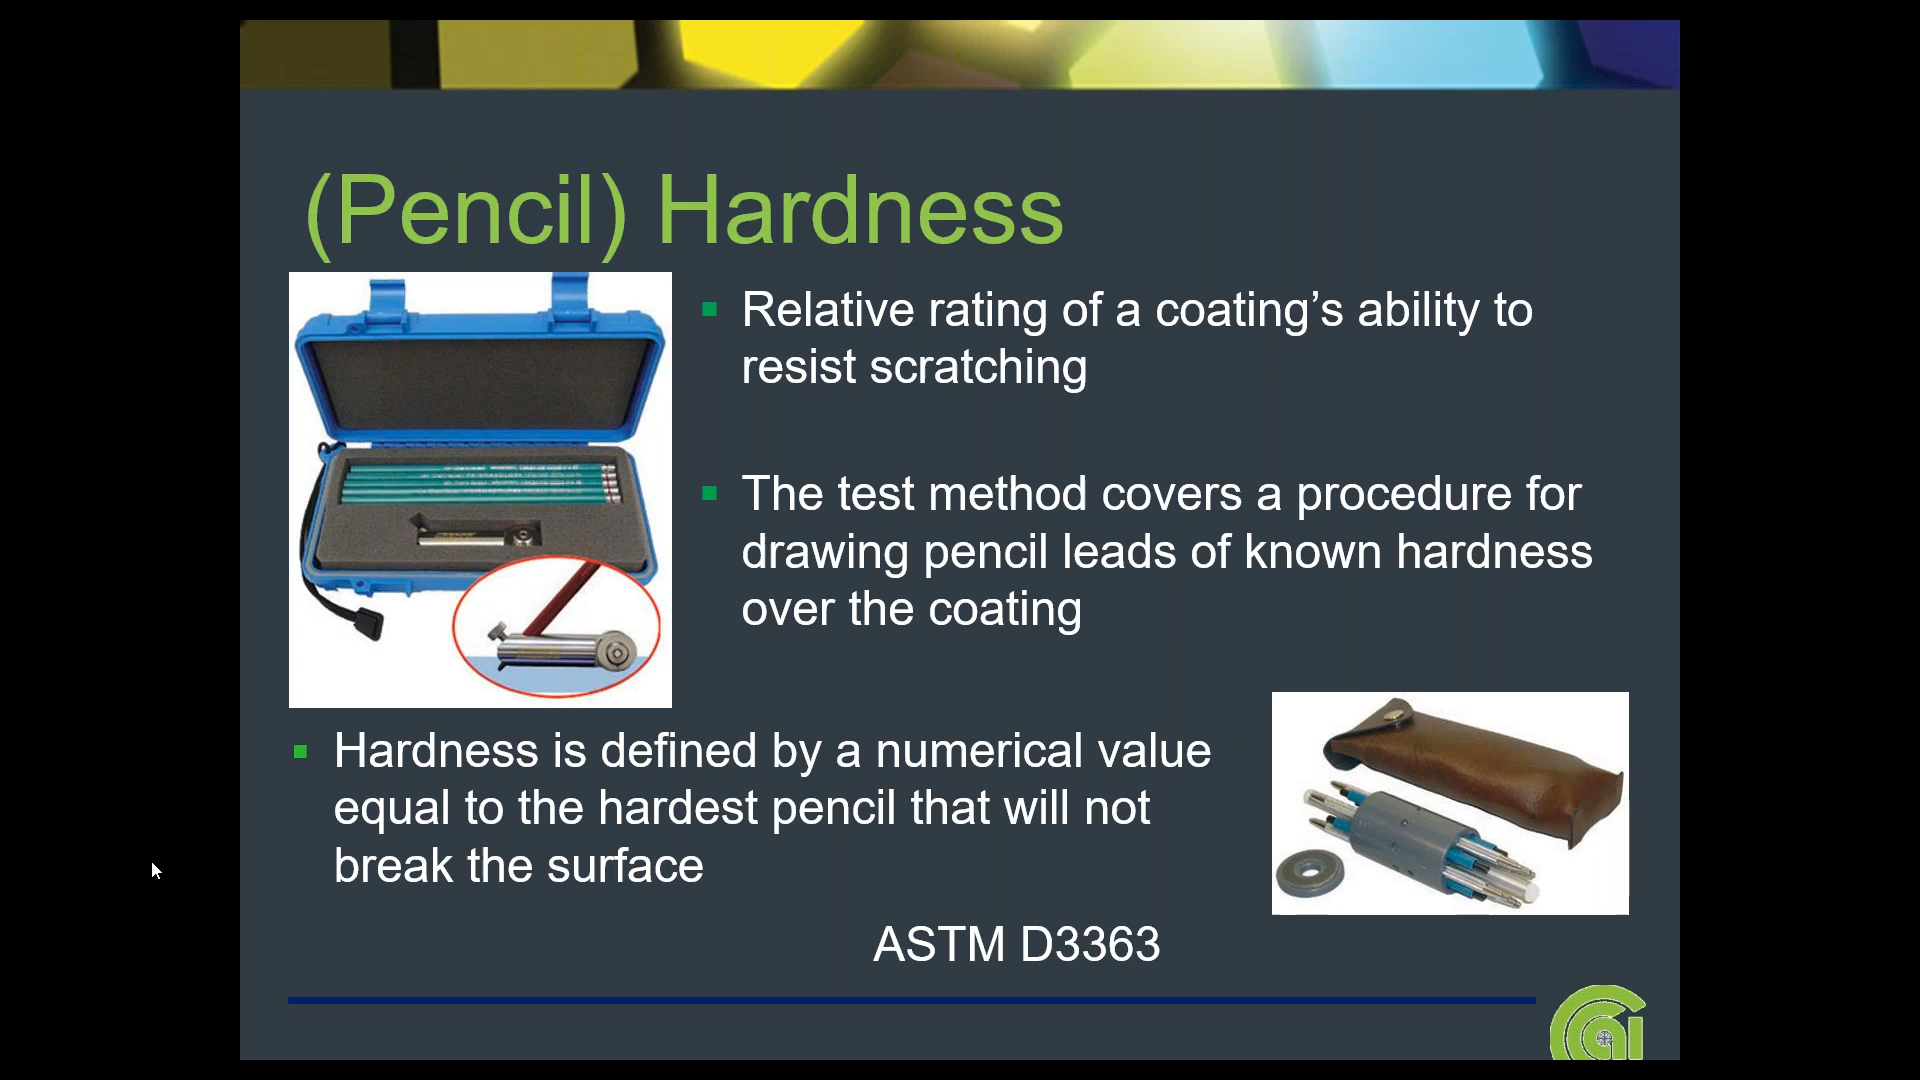 (Pencil) Hardness
Relative rating of a coating’s ability to
resist scratching
The test method covers a procedure for
drawing pencil leads of known hardness
over the coating
Hardness is defined by a numerical value
equal to the hardest pencil that will not
break the surface
ASTM D3363